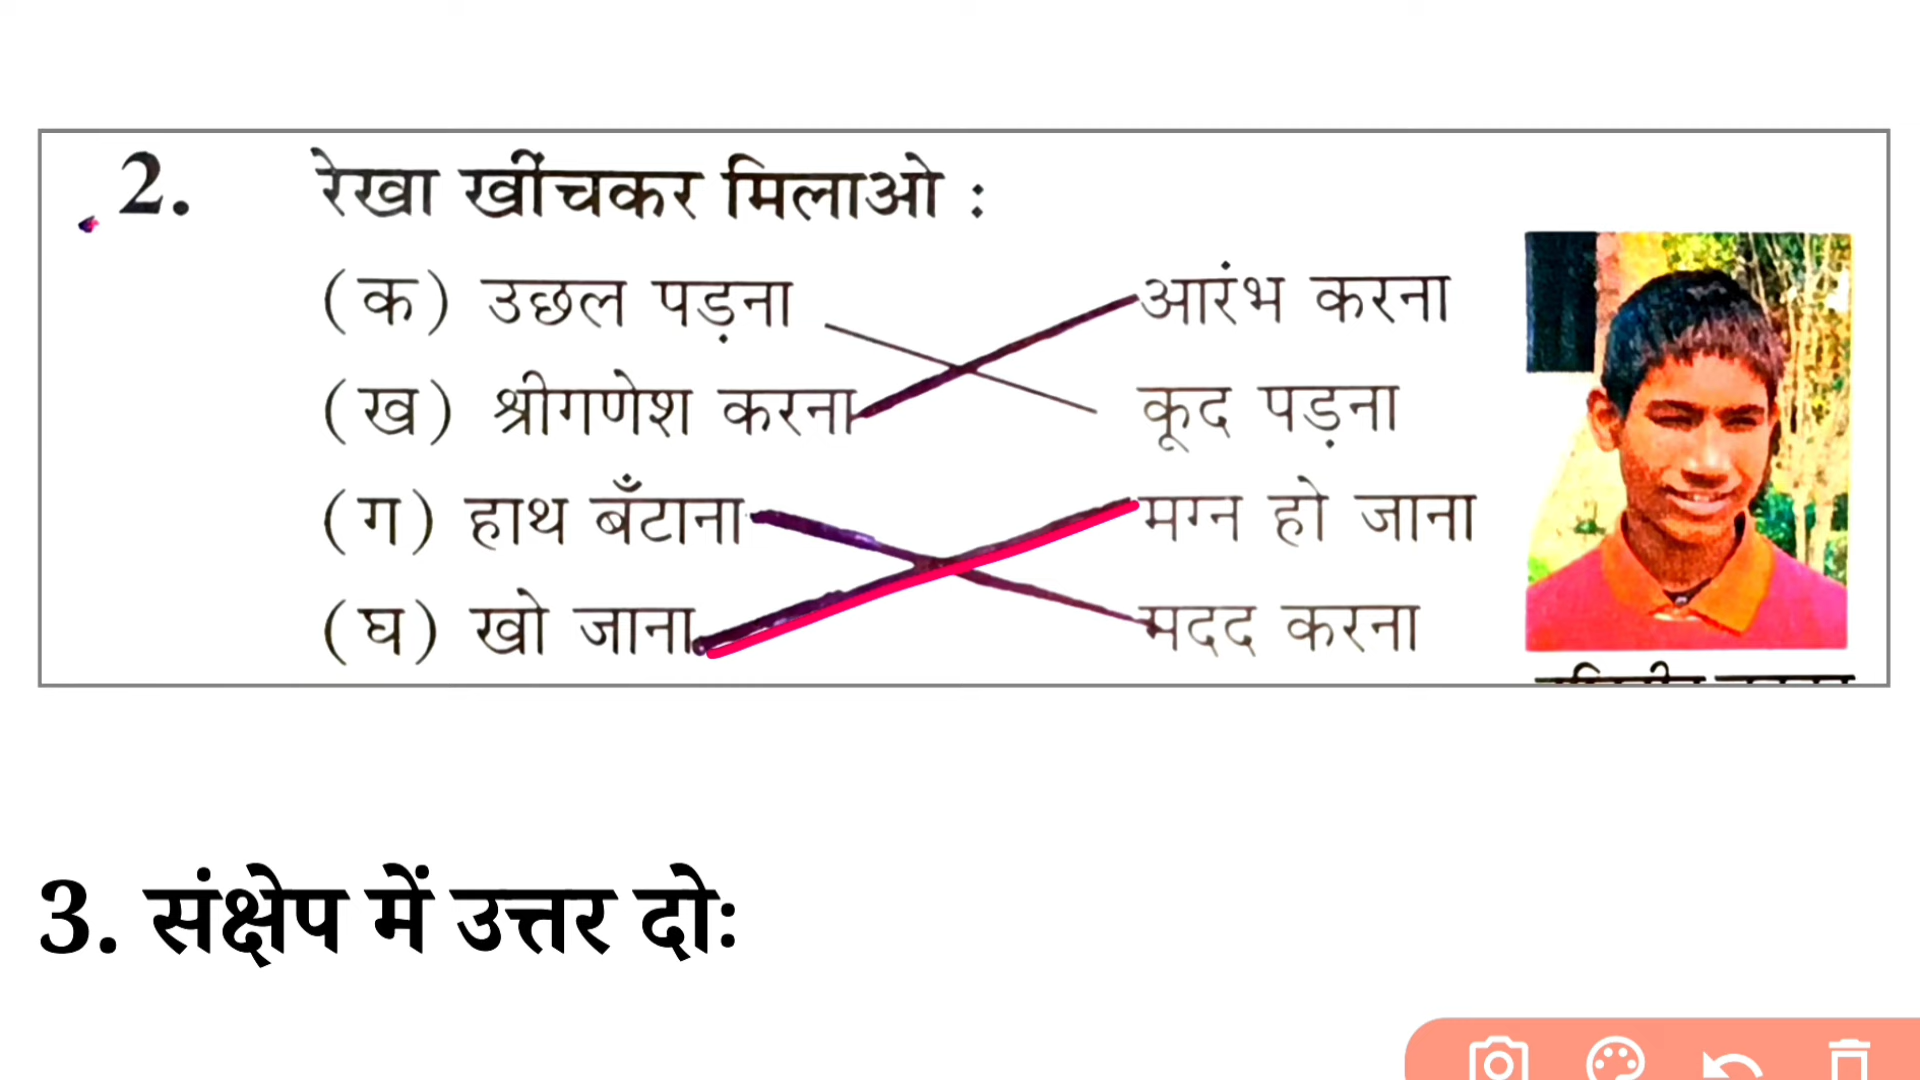 2. रेखा खींचकर मिलाओ :
(क) उछल पड़ना आरंभ करना
(ख) श्रीगणेश करना कूद पड़ना
(ग) हाथ बँटाना मग्न हो जाना
(घ) खो जाना मदद करना
3. संक्षेप में उत्तर दोः